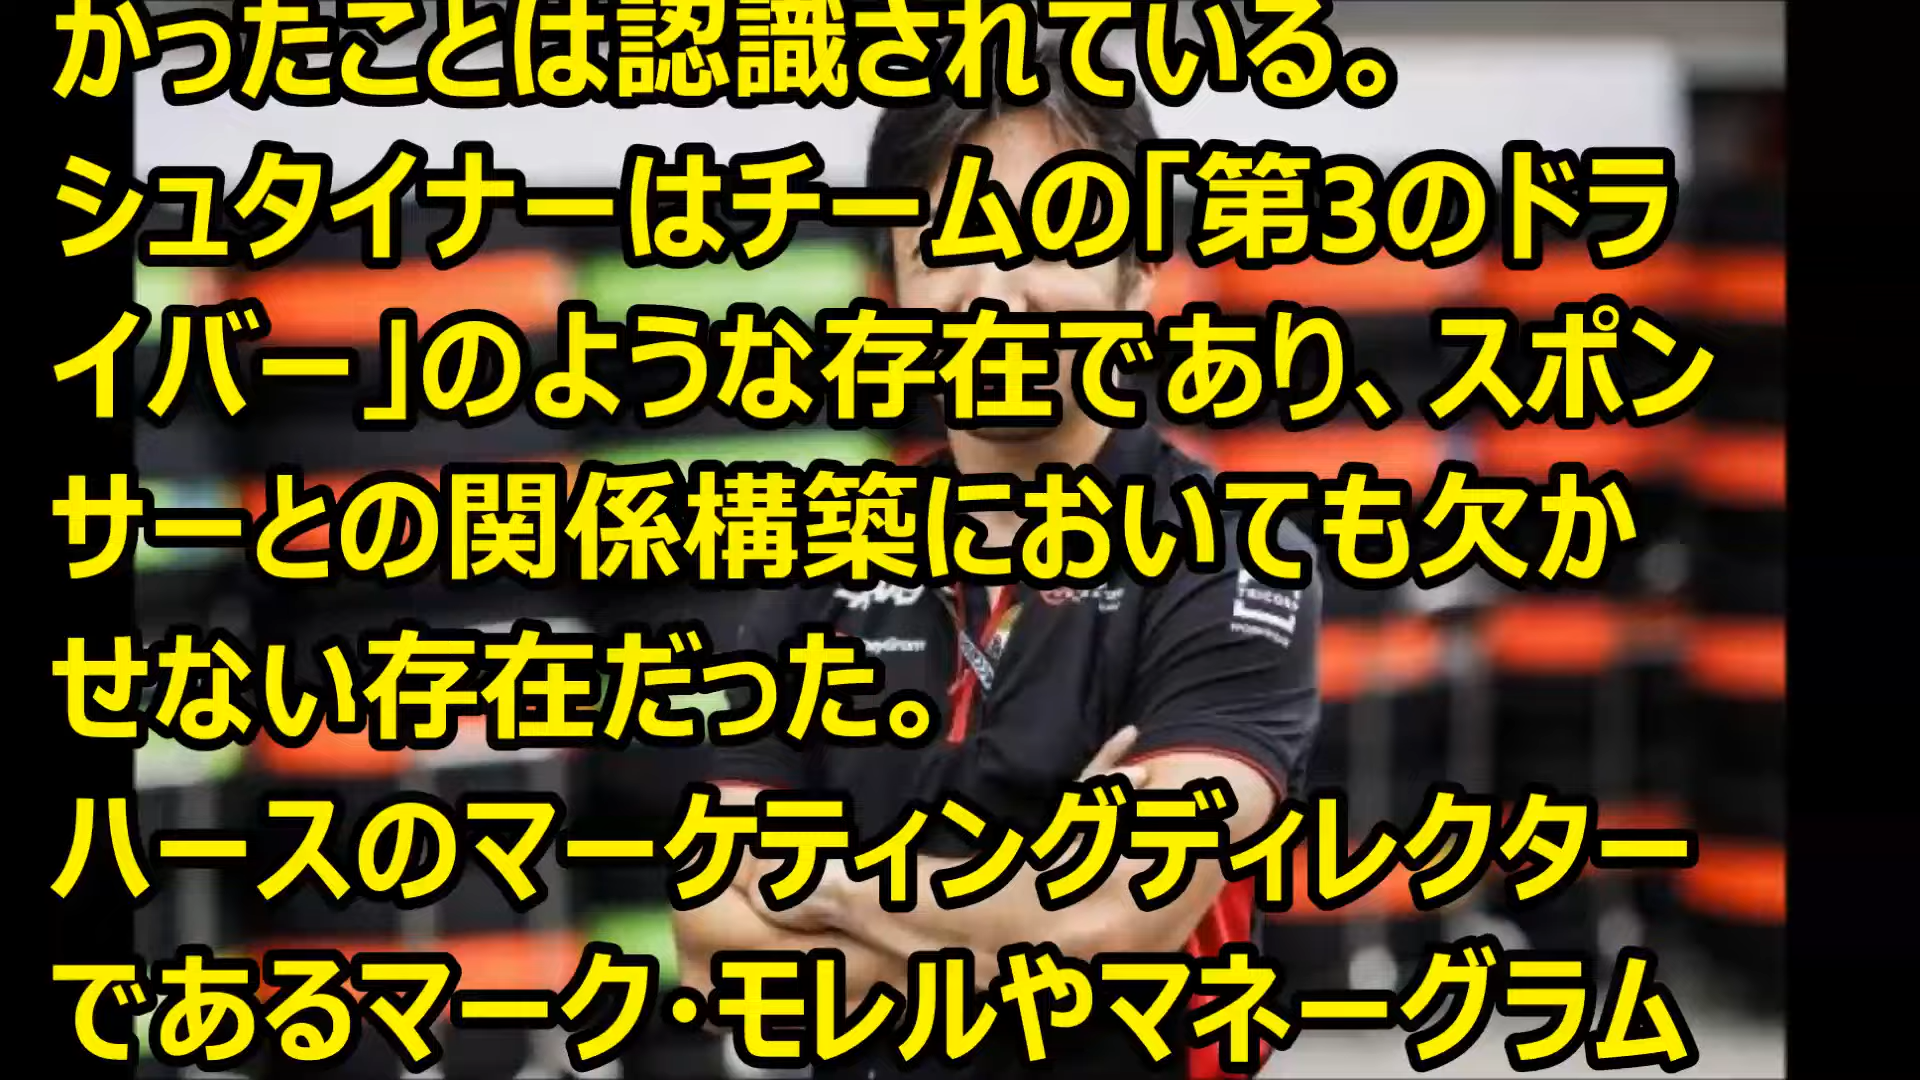 かったことは認識されている。
シュタイナーはチームの「第3のドラ
イバー」のような存在であり、スポン
サーとの関係構築においても欠か
せない存在だった。
ハースのマーケティングディレクター
であるマーク・モレルやマネーグラム